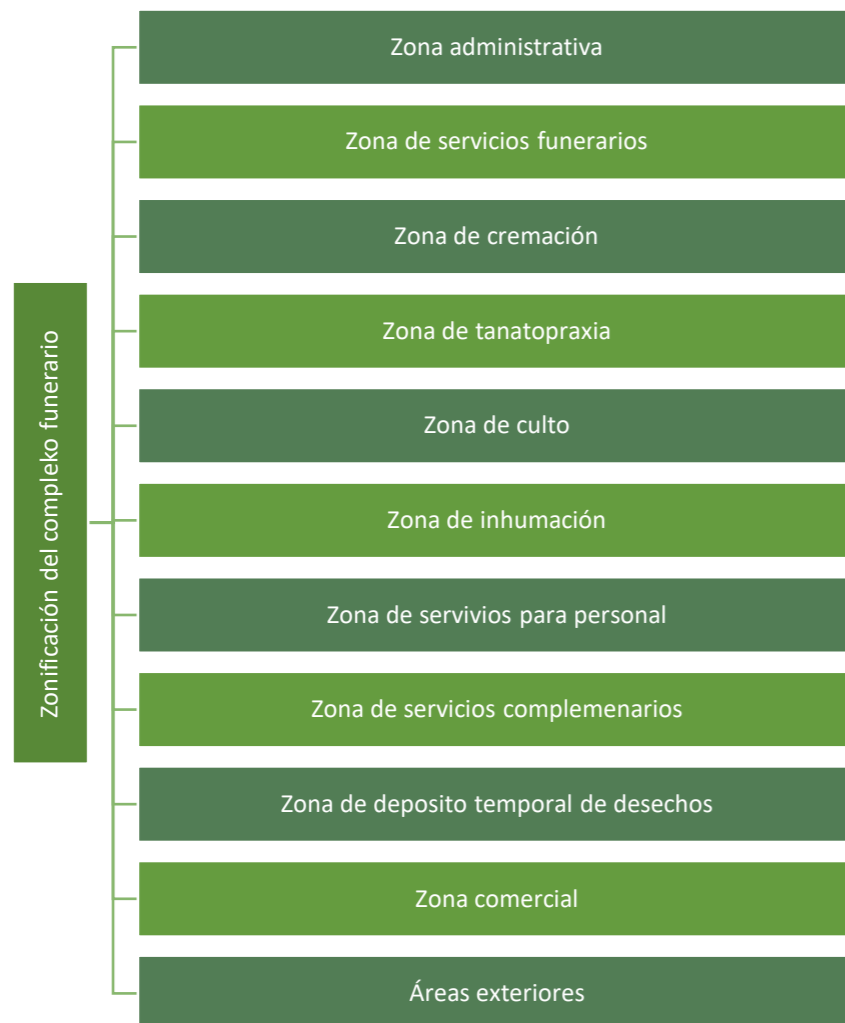 Zonificación del compleko funerario
Zona administrativa
Zona de servicios funerarios
Zona de cremación
Zona de tanatopraxia
Zona de culto
Zona de inhumación
Zona de servivios para personal
Zona de servicios complemenarios
Zona de deposito temporal de desechos
Zona comercial
Áreas exteriores